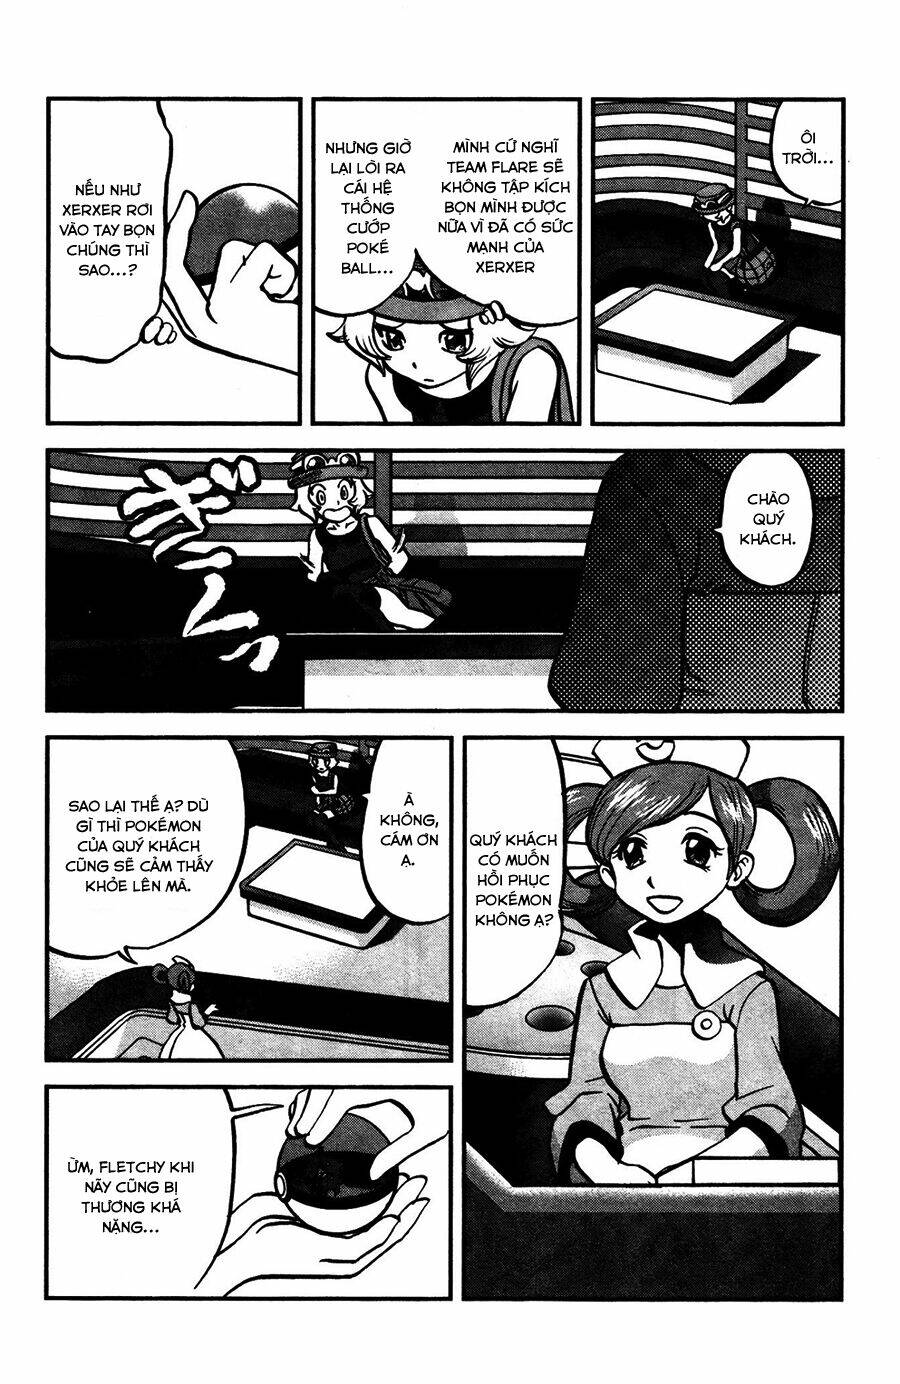 ÔI
TRỜI...
MÌNH CỨ NGHĨ
TEAM FLARE SẼ
KHÔNG TẬP KÍCH
BỌN MÌNH ĐƯỢC
NỮA VÌ ĐÃ CÓ SỨC
MẠNH CỦA
XERXER
NHƯNG GIỜ
LẠI LÒI RA
CÁI HỆ
THỐNG
CƯỚP
POKÉ
BALL...
NẾU NHƯ
XERXER RƠI
VÀO TAY BỌN
CHÚNG THÌ
SAO...?
CHÀO
QUÝ
KHÁCH.
ギクッ
QUÝ KHÁCH
CÓ MUỐN
HỒI PHỤC
POKÉMON
KHÔNG Ạ?
À
KHÔNG,
CÁM ƠN
Ạ.
SAO LẠI THẾ Ạ? DÙ
GÌ THÌ POKÉMON
CỦA QUÝ KHÁCH
CŨNG SẼ CẢM THẤY
KHỎE LÊN MÀ.
ỪM, FLETCHY KHI
NÃY CŨNG BỊ
THƯƠNG KHÁ
NẶNG...